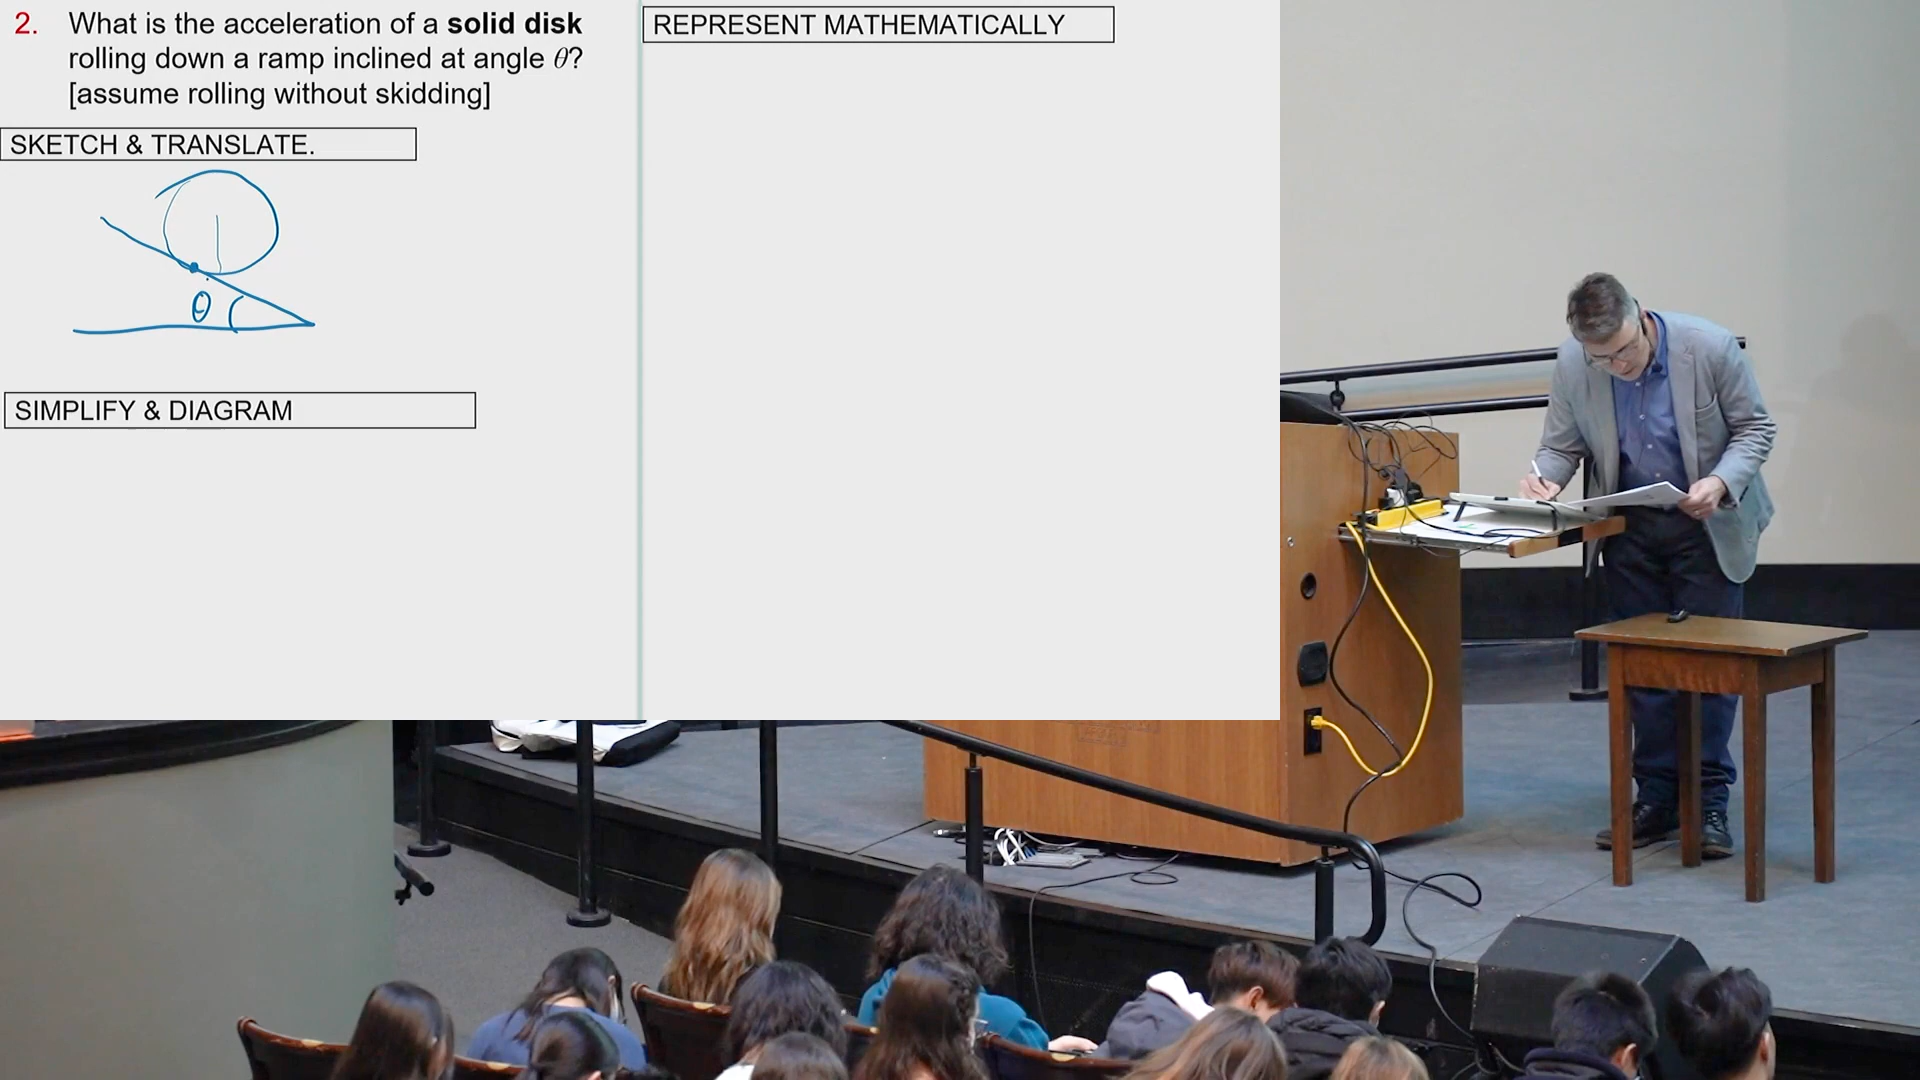 2. What is the acceleration of a solid disk
rolling down a ramp inclined at angle θ?
[assume rolling without skidding]
SKETCH & TRANSLATE.
θ
SIMPLIFY & DIAGRAM
REPRESENT MATHEMATICALLY